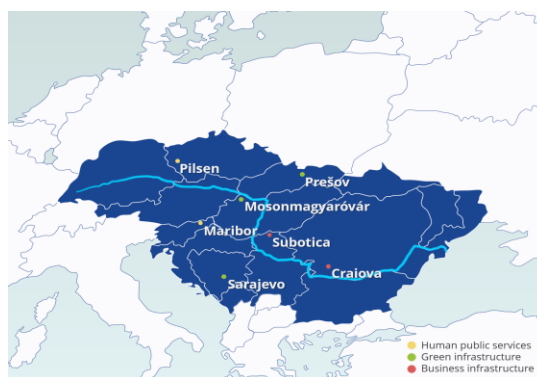 Pilsen
Prešov
Mosonmagyaróvár
Maribor
Subotica
Craiova
Sarajevo
Human public services
Green infrastructure
Business infrastructure